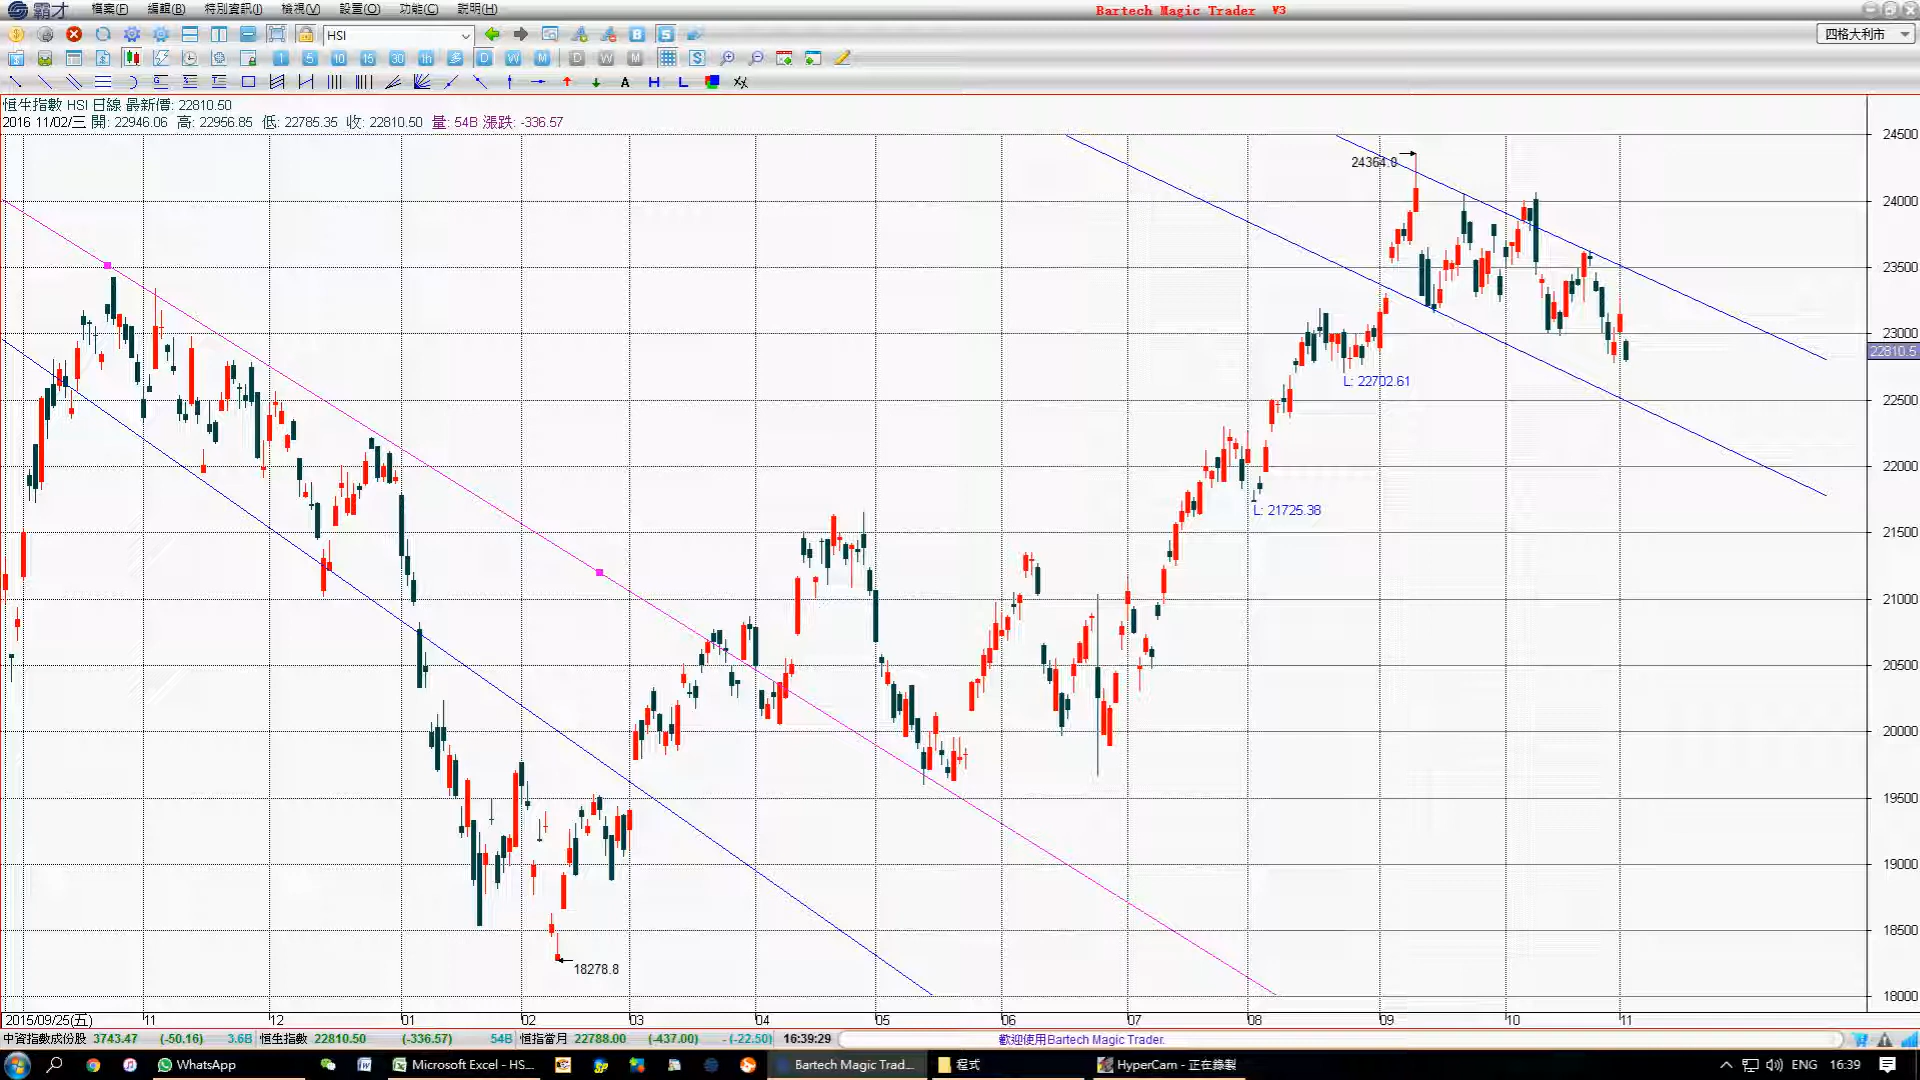 霸才 檔案(F) 編輯(B) 特別資訊(I) 檢視(V) 設置(O) 功能(C) 説明(H) Bartech Magic Trader V3
HSI 四格大利市
1 5 10 15 30 1h 多 D W M D W M
恒生指數 HSI 日線 最新價: 22810.50
2016 11/02/三 開: 22946.06 高: 22956.85 低: 22785.35 收: 22810.50 量: 54B 漲跌: -336.57
24500
24364.0
24000
23500
23000
22810.5
L: 22702.61
22500
22000
L: 21725.38
21500
21000
20500
20000
19500
19000
18500
18278.8
18000
2015/09/25(五) 11 12 01 02 03 04 05 06 07 08 09 10 11
中資指數成份股 3743.47 (-50.16) 3.6B 恒生指數 22810.50 (-336.57) 54B 恒指當月 22788.00 (-437.00) - (-22.50) 16:39:29 歡迎使用Bartech Magic Trader.
WhatsApp Microsoft Excel - HS... Bartech Magic Trad... 程式 HyperCam - 正在錄製 ENG 16:39